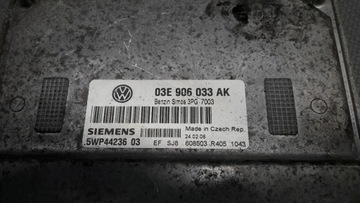 03E 906 033 AK
Benzin Simos 3PG 7003
SIEMENS
Made in Czech Rep.
24.02.06
5WP44236 03
EF SJ6 608503 R405 1043